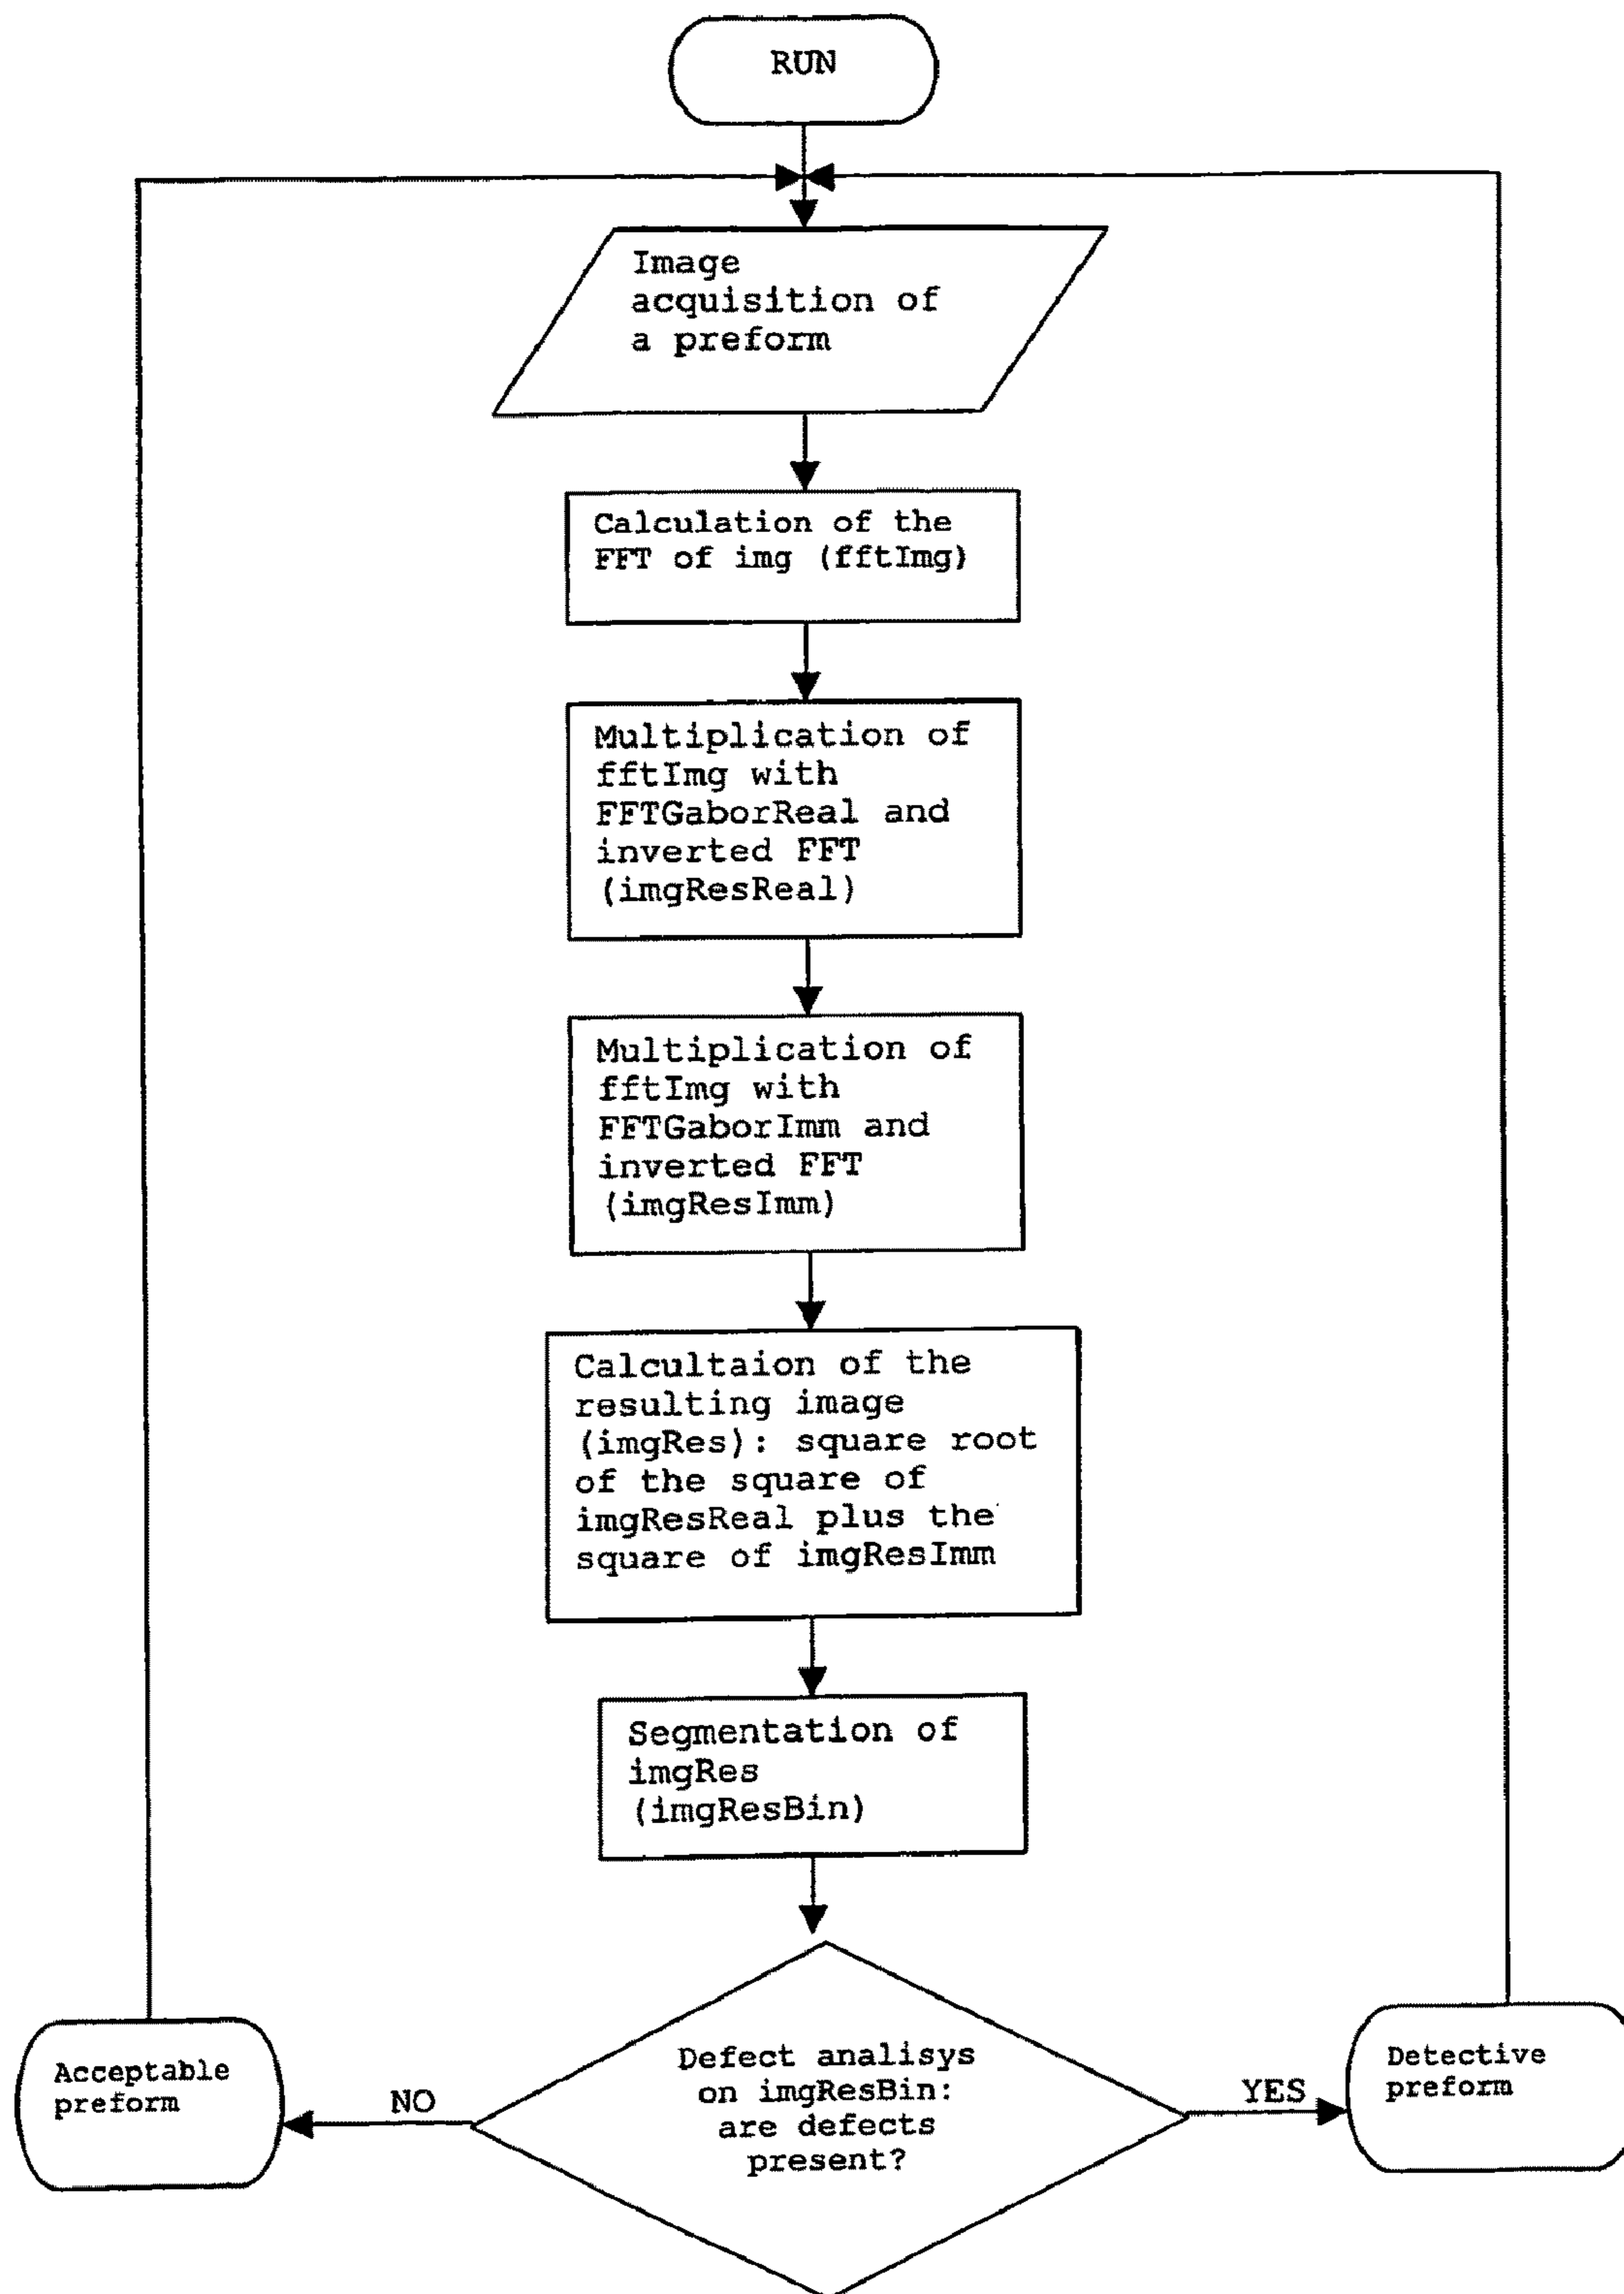 RUN
Image
acquisition of
a preform
Calculation of the
FFT of img (fftImg)
Multiplication of
fftImg with
FFTGaborReal and
inverted FFT
(imgResReal)
Multiplication of
fftImg with
FFTGaborImm and
inverted FFT
(imgResImm)
Calcultaion of the
resulting image
(imgRes): square root
of the square of
imgResReal plus the
square of imgResImm
Segmentation of
imgRes
(imgResBin)
Defect analisys
on imgResBin:
are defects
present?
NO
Acceptable
preform
YES
Detective
preform